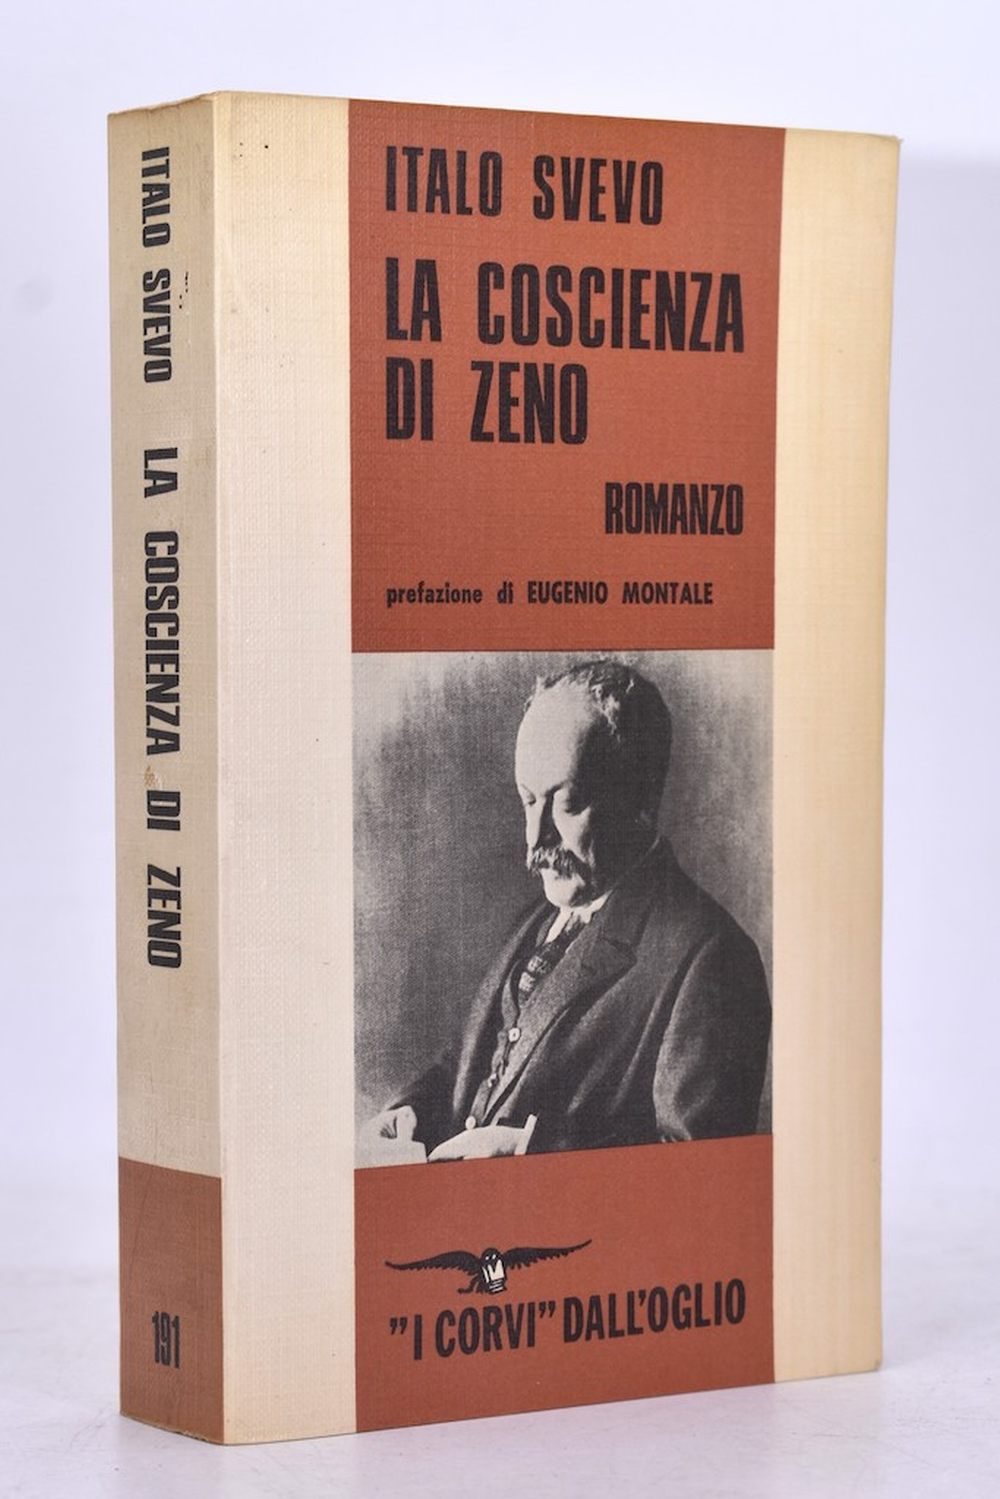 ITALO SVEVO LA COSCIENZA DI ZENO
191
ITALO SVEVO
LA COSCIENZA
DI ZENO
ROMANZO
prefazione di EUGENIO MONTALE
"I CORVI" DALL'OGLIO